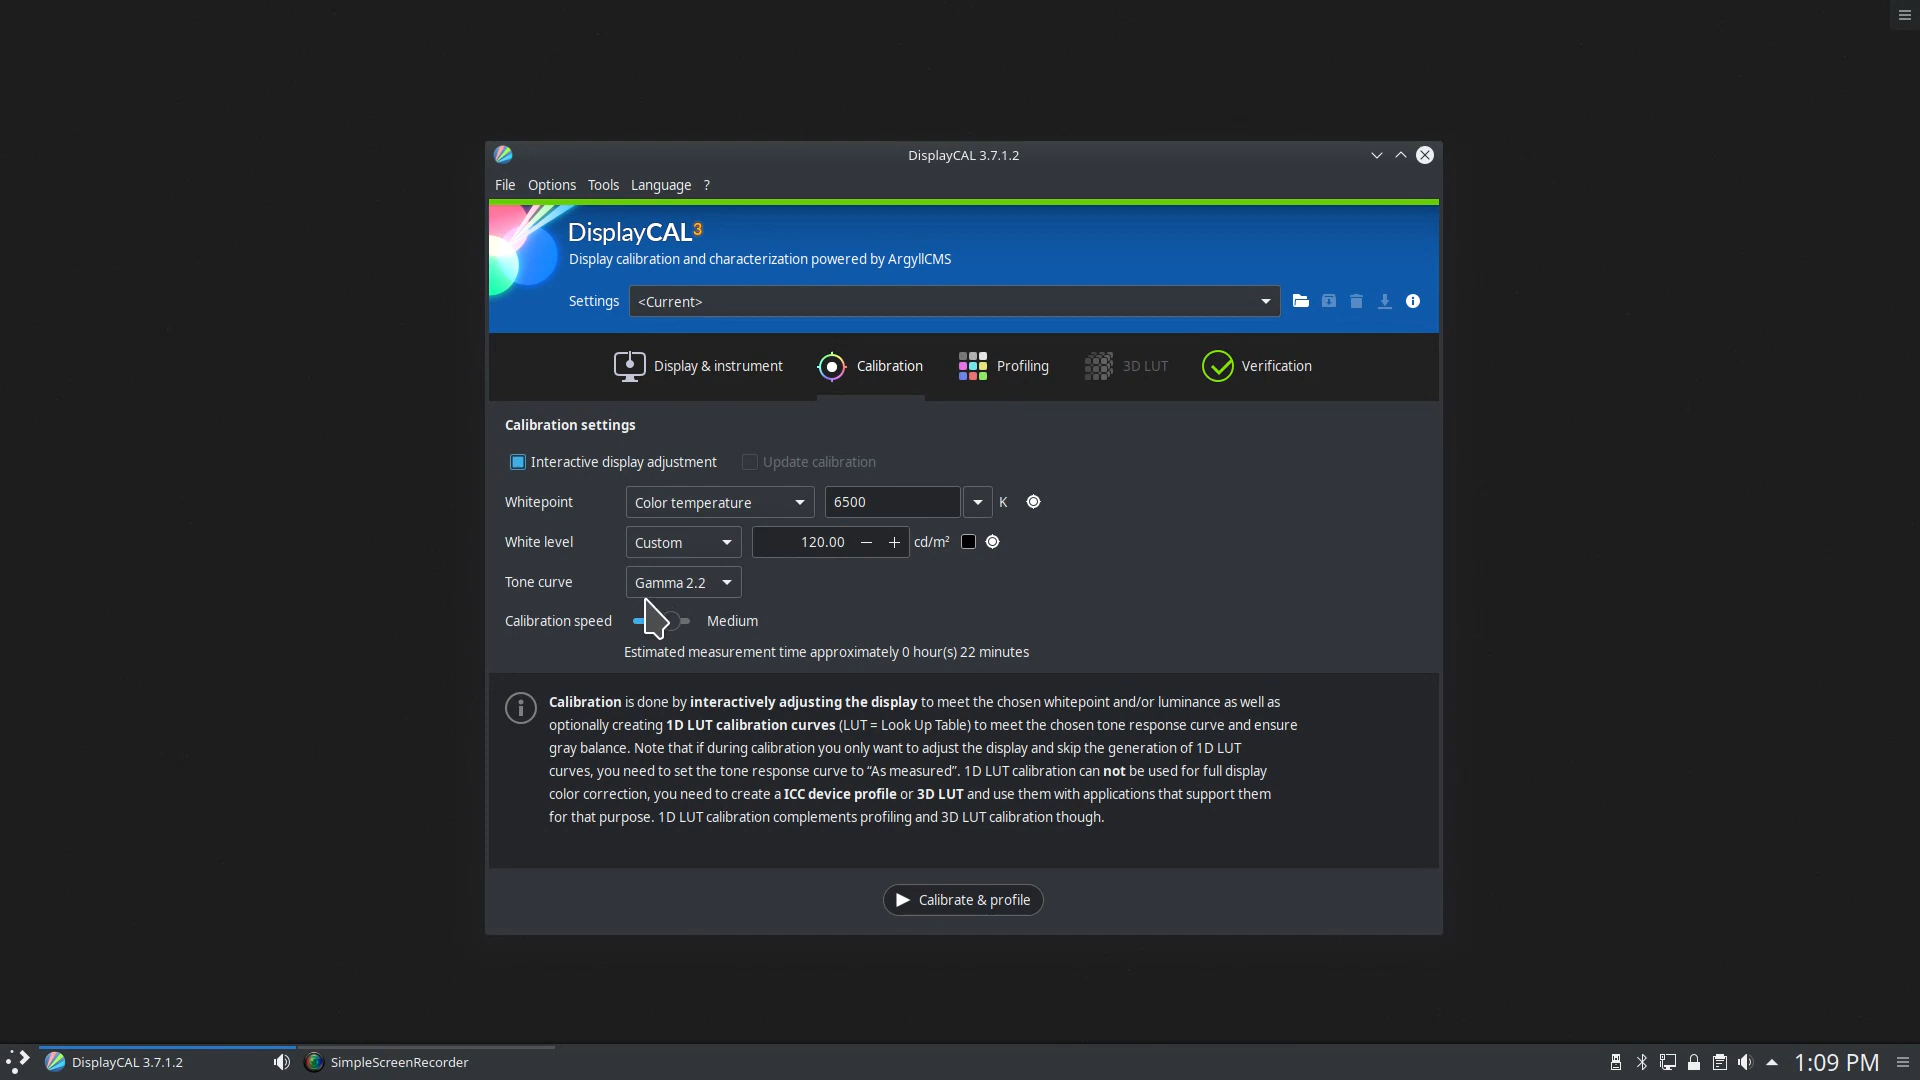 DisplayCAL 3.7.1.2
File Options Tools Language ?
DisplayCAL3
Display calibration and characterization powered by ArgyllCMS
Settings <Current>
Display & instrument Calibration Profiling 3D LUT Verification
Calibration settings
Interactive display adjustment Update calibration
Whitepoint Color temperature 6500 K
White level Custom 120.00 − + cd/m²
Tone curve Gamma 2.2
Calibration speed Medium
Estimated measurement time approximately 0 hour(s) 22 minutes
Calibration is done by interactively adjusting the display to meet the chosen whitepoint and/or luminance as well as
optionally creating 1D LUT calibration curves (LUT = Look Up Table) to meet the chosen tone response curve and ensure
gray balance. Note that if during calibration you only want to adjust the display and skip the generation of 1D LUT
curves, you need to set the tone response curve to “As measured”. 1D LUT calibration can not be used for full display
color correction, you need to create a ICC device profile or 3D LUT and use them with applications that support them
for that purpose. 1D LUT calibration complements profiling and 3D LUT calibration though.
Calibrate & profile
DisplayCAL 3.7.1.2 SimpleScreenRecorder 1:09 PM